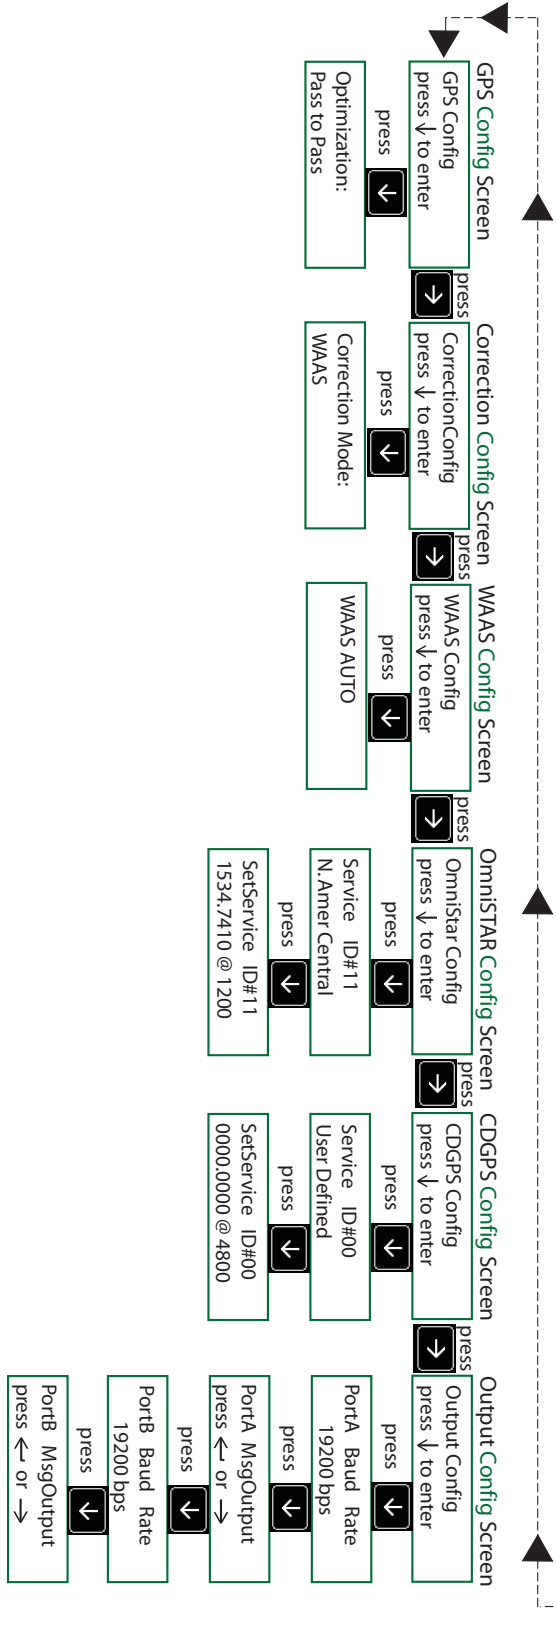 GPS Config Screen
GPS Config
press ↓ to enter
press
Optimization:
Pass to Pass
press
Correction Config Screen
CorrectionConfig
press ↓ to enter
press
Correction Mode:
WAAS
press
WAAS Config Screen
WAAS Config
press ↓ to enter
press
WAAS AUTO
press
OmniSTAR Config Screen
OmniStar Config
press ↓ to enter
press
Service ID#11
N. Amer Central
press
SetService ID#11
1534.7410 @ 1200
press
CDGPS Config Screen
CDGPS Config
press ↓ to enter
press
Service ID#00
User Defined
press
SetService ID#00
0000.0000 @ 4800
press
Output Config Screen
Output Config
press ↓ to enter
press
PortA Baud Rate
19200 bps
press
PortA MsgOutput
press ← or →
press
PortB Baud Rate
19200 bps
press
PortB MsgOutput
press ← or →